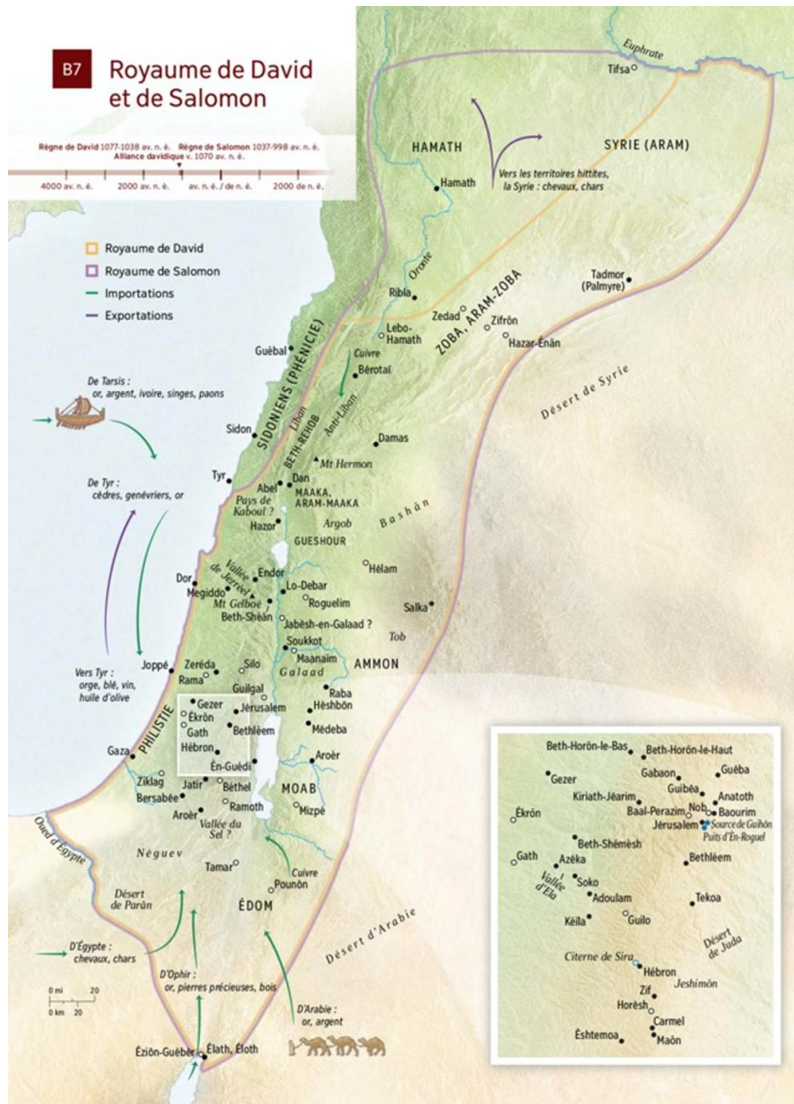 B7
Royaume de David
et de Salomon
Règne de David 1077-1038 av. n. è.
Règne de Salomon 1037-998 av. n. è.
Alliance davidique v. 1070 av. n. è.
4000 av. n. è.
2000 av. n. è.
av. n. è. / de n. è.
2000 de n. è.
Royaume de David
Royaume de Salomon
Importations
Exportations
Euphrate
Tifsa
HAMATH
SYRIE (ARAM)
Hamath
Vers les territoires hittites,
la Syrie : chevaux, chars
Oronte
Ribla
Tadmor
(Palmyre)
Zedad
ZOBA, ARAM-ZOBA
Zifrôn
Lebo-
Hamath
Hazar-Énân
Guébal
Cuivre
Bérotaï
SIDONIENS (PHÉNICIE)
Liban
BETH-REHOB
Anti-Liban
Désert de Syrie
De Tarsis :
or, argent, ivoire, singes, paons
Sidon
Damas
Mt Hermon
Tyr
Abel
Dan
De Tyr :
cèdres, genévriers, or
MAAKA,
ARAM-MAAKA
Pays de
Kaboul ?
Hazor
Argob
Bashân
GUESHOUR
Hélam
Vallée
de Jezréel
Endor
Dor
Megiddo
Lo-Debar
Mt Gelboé
Roguelim
Beth-Shéân
Salka
Jabésh-en-Galaad ?
Tob
Soukkot
Maanaïm
Joppé
Zeréda
Silo
Rama
Galaad
AMMON
Vers Tyr :
orge, blé, vin,
huile d'olive
Guilgal
Raba
Gezer
Jérusalem
Hèshbôn
Ékrôn
Gath
Bethléem
Médeba
PHILISTIE
Hébron
Gaza
Èn-Guédi
Aroèr
Ziklag
Jatir
Béthel
MOAB
Bersabée
Ramoth
Mizpé
Aroèr
Vallée du
Sel ?
Oued d'Égypte
Néguev
Tamar
Cuivre
Pounôn
Désert
de Parân
ÉDOM
Désert d'Arabie
D'Égypte :
chevaux, chars
D'Ophir :
or, pierres précieuses, bois
D'Arabie :
or, argent
0 mi 20
0 km 20
Éziôn-Guébèr
Élath, Éloth
Beth-Horôn-le-Bas
Beth-Horôn-le-Haut
Gezer
Gabaon
Guéba
Guibéa
Kiriath-Jéarim
Anatoth
Baal-Perazim
Nob
Baourim
Ékrôn
Jérusalem
Source de Guihôn
Puits d'Èn-Roguel
Beth-Shémèsh
Gath
Azéka
Bethléem
Vallée
d'Ela
Soko
Adoulam
Tekoa
Kéïla
Guilo
Désert
de Juda
Citerne de Sira
Hébron
Jeshimôn
Zif
Horèsh
Carmel
Èshtemoa
Maôn